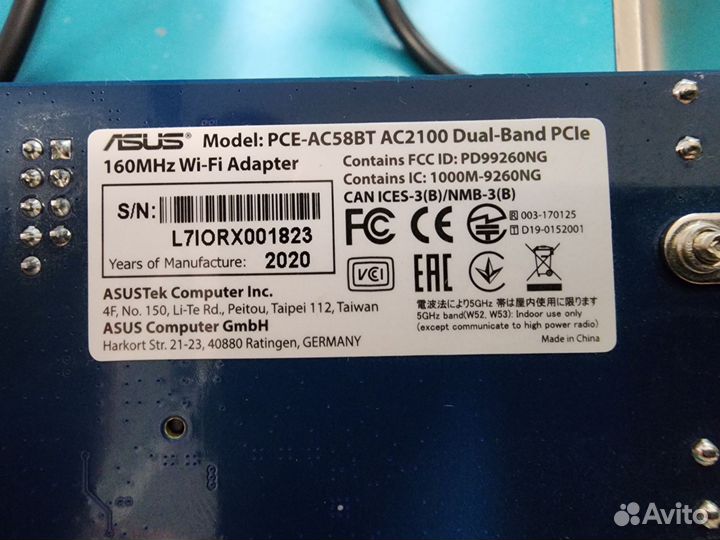 ASUS® Model: PCE-AC58BT AC2100 Dual-Band PCIe
160MHz Wi-Fi Adapter
Contains FCC ID: PD99260NG
Contains IC: 1000M-9260NG
CAN ICES-3(B)/NMB-3(B)
S/N:
L7IORX001823
Years of Manufacture: 2020
FC CE
R 003-170125
T D19-0152001
VCI EAC
ASUSTek Computer Inc.
4F, No. 150, Li-Te Rd., Peitou, Taipei 112, Taiwan
ASUS Computer GmbH
Harkort Str. 21-23, 40880 Ratingen, GERMANY
電波法により5GHz 帯は屋内使用に限ります
5GHz band(W52, W53): Indoor use only
(except communicate to high power radio)
Made in China
Avito